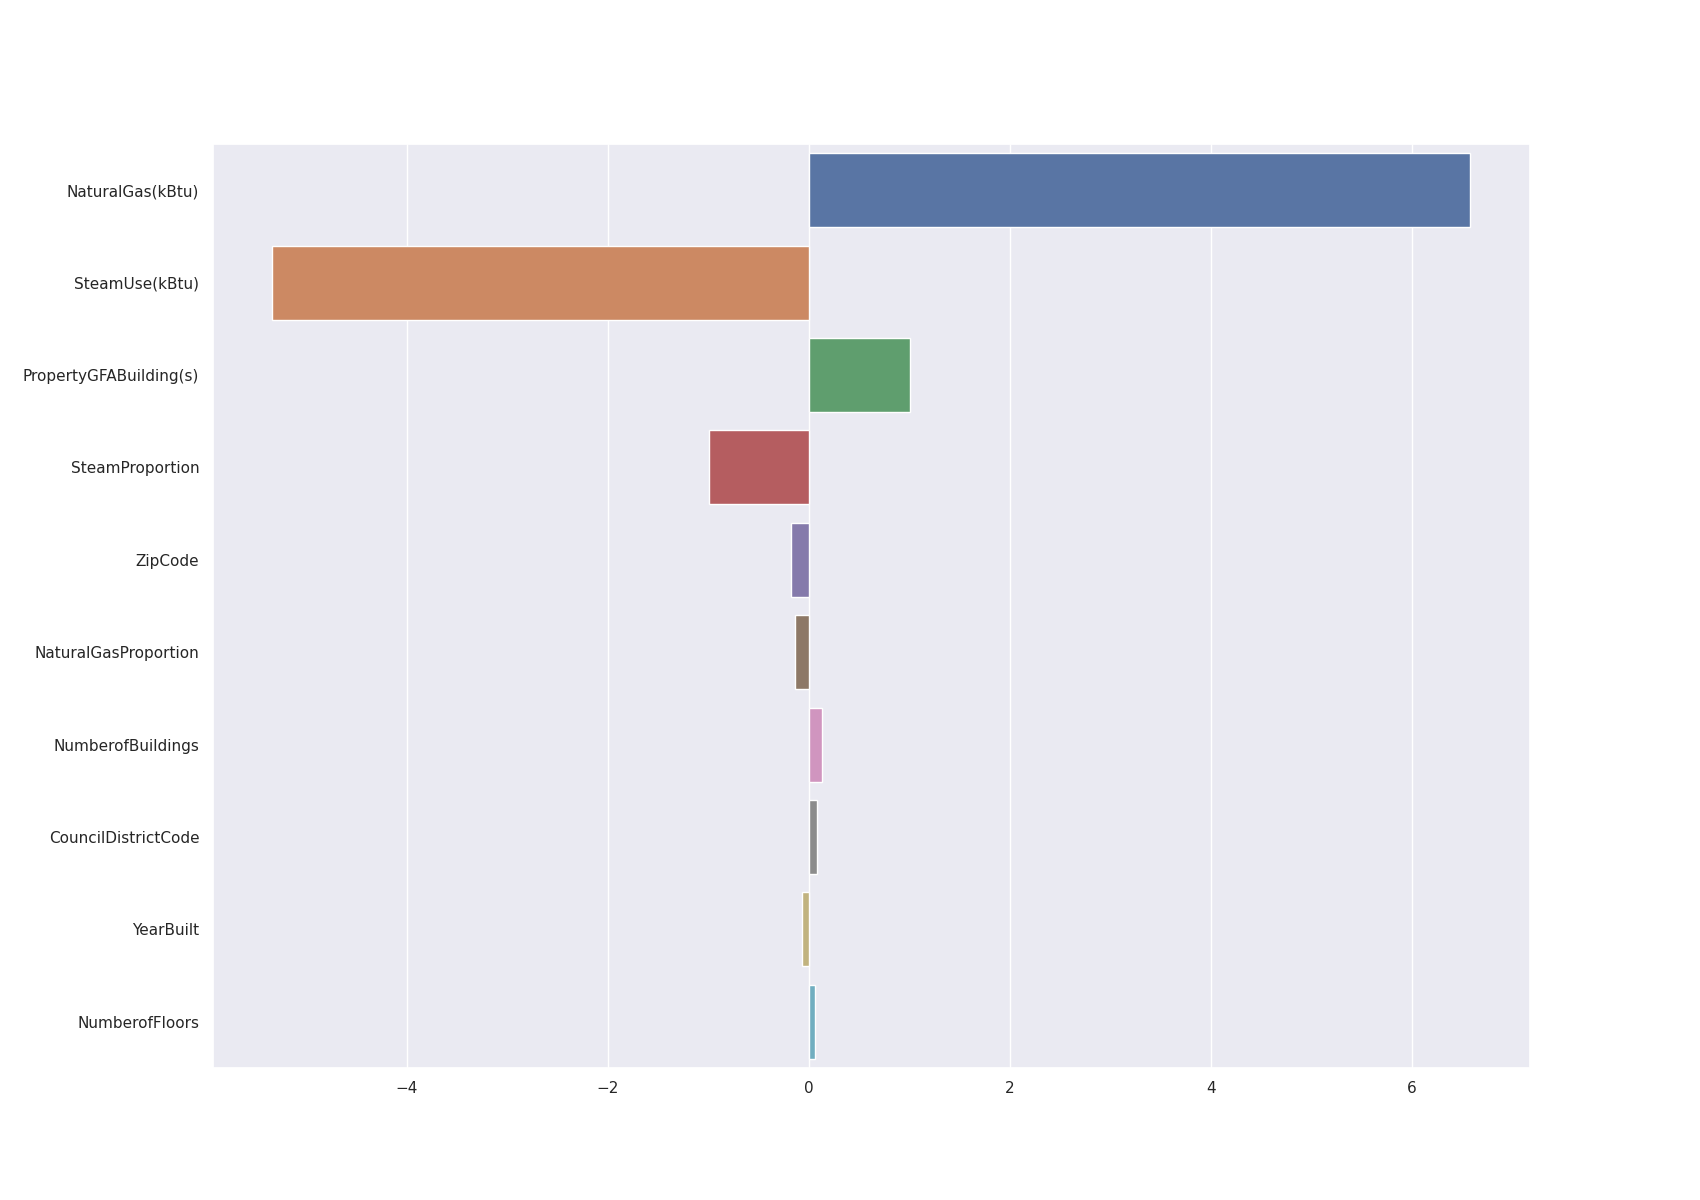 NaturalGas(kBtu)
SteamUse(kBtu)
PropertyGFABuilding(s)
SteamProportion
ZipCode
NaturalGasProportion
NumberofBuildings
CouncilDistrictCode
YearBuilt
NumberofFloors
−4 −2 0 2 4 6